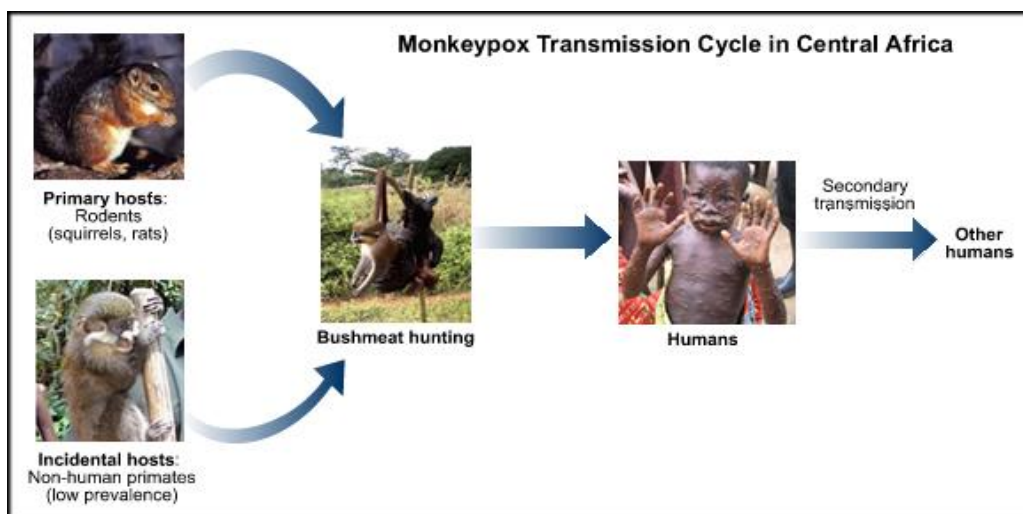 Monkeypox Transmission Cycle in Central Africa
Primary hosfs:
Rodents
(squirrels, rats)
Bushmeat hunting
Humans
Secondary
transmission
Other
humans
Incidental hosts:
Non-human primates
(low prevalence)